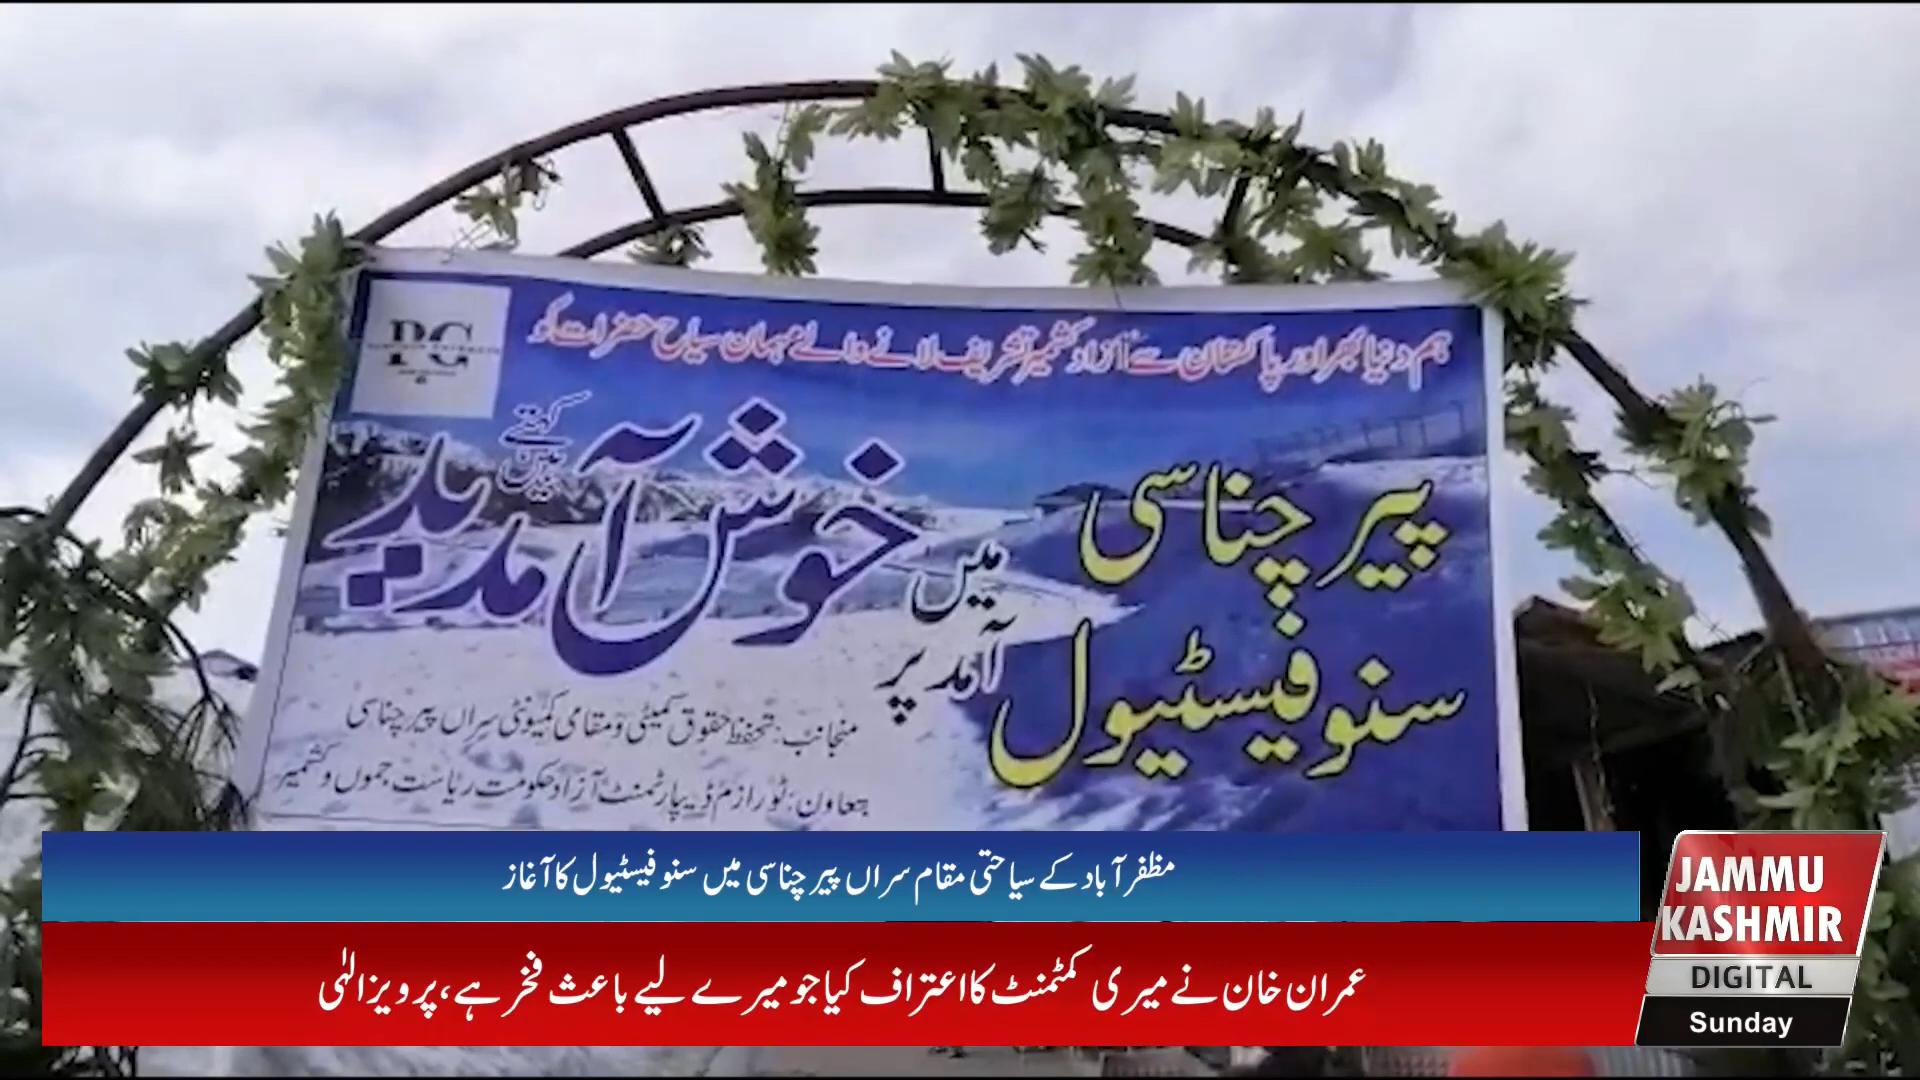 PG
ہم دنیا بھر اور پاکستان سے آزاد کشمیر تشریف لانے والے مہمان سیاح حضرات کو
پیر چناسی
سنو فیسٹیول
میں
آمد پر
خوش آمدید
کہتے ہیں
منجانب: تحفظ حقوق کمیٹی و مقامی کمیونٹی سراں پیر چناسی
بتعاون: ٹورازم ڈیپارٹمنٹ آزاد حکومت ریاست جموں و کشمیر
مظفر آباد کے سیاحتی مقام سراں پیر چناسی میں سنو فیسٹیول کا آغاز
عمران خان نے میری کمٹمنٹ کا اعتراف کیا جو میرے لیے باعث فخر ہے، پرویز الٰہی
JAMMU
KASHMIR
DIGITAL
Sunday